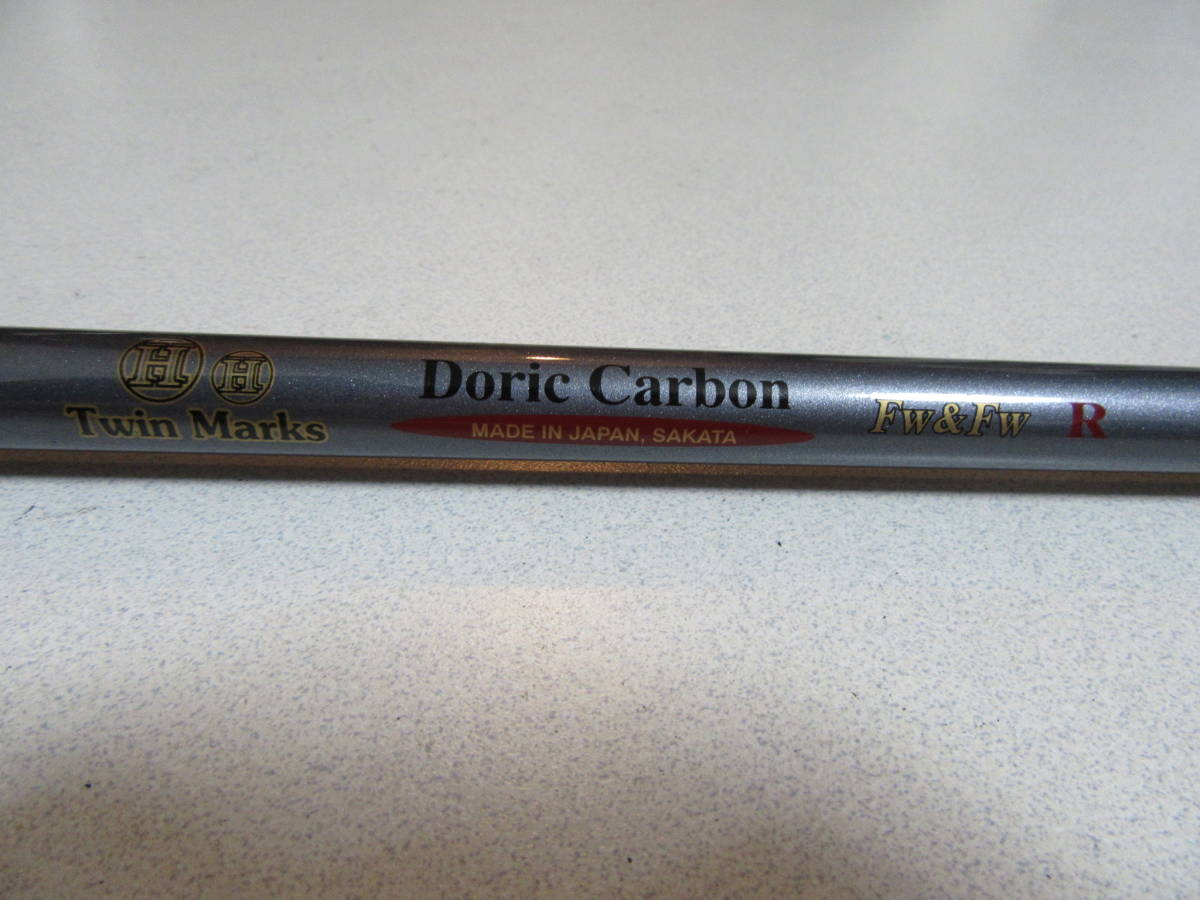 H H
Twin Marks
Doric Carbon
MADE IN JAPAN, SAKATA
Fw&Fw R